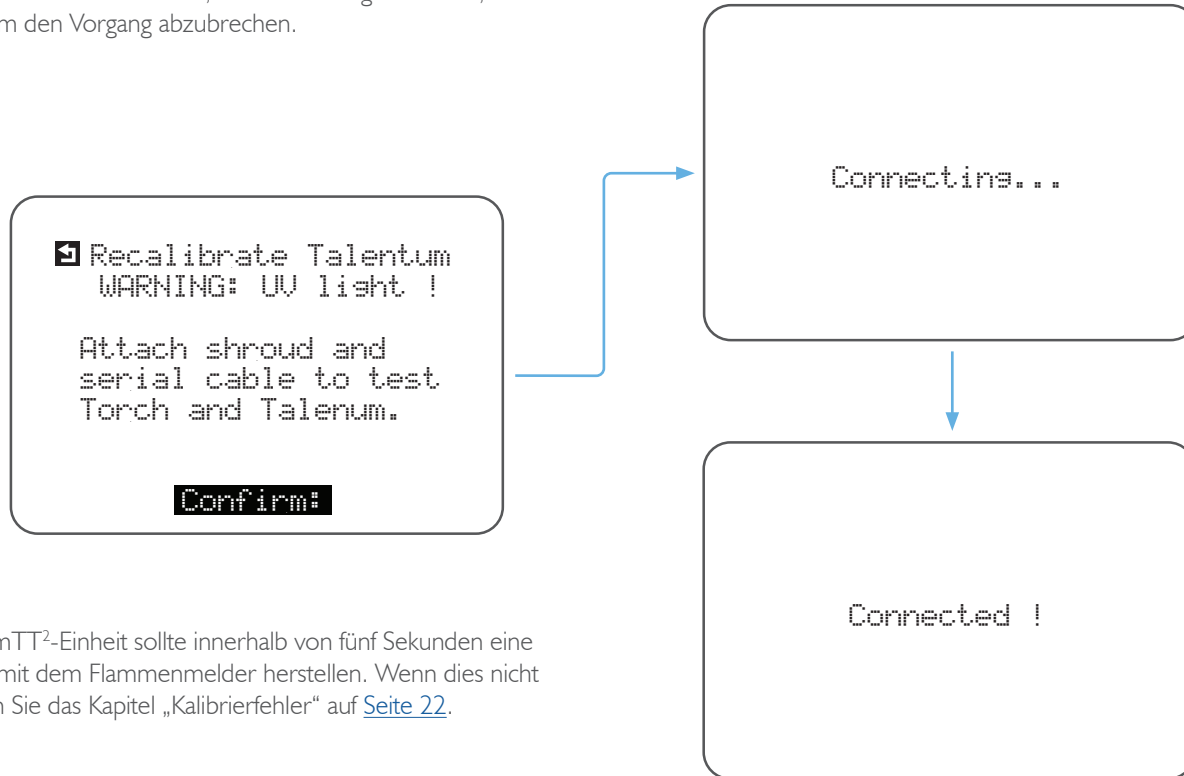 m den Vorgang abzubrechen.
Recalibrate Talentum
WARNING: UV light !
Attach shroud and
serial cable to test
Torch and Talenum.
Confirm:
Connecting...
Connected !
mTT²-Einheit sollte innerhalb von fünf Sekunden eine
mit dem Flammenmelder herstellen. Wenn dies nicht
n Sie das Kapitel „Kalibrierfehler“ auf Seite 22.